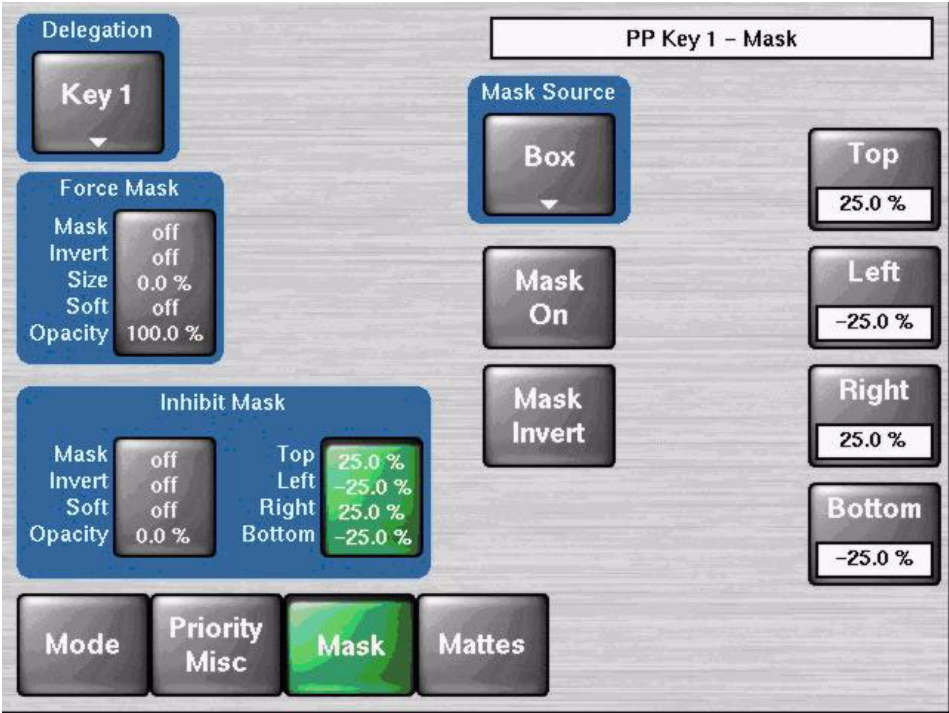 Delegation
Key 1
PP Key 1 – Mask
Mask Source
Box
Top
25.0 %
Force Mask
Mask off
Invert off
Size 0.0 %
Soft off
Opacity 100.0 %
Mask
On
Left
-25.0 %
Mask
Invert
Right
25.0 %
Inhibit Mask
Mask off Top 25.0 %
Invert off Left -25.0 %
Soft off Right 25.0 %
Opacity 0.0 % Bottom -25.0 %
Bottom
-25.0 %
Mode
Priority
Misc
Mask
Mattes